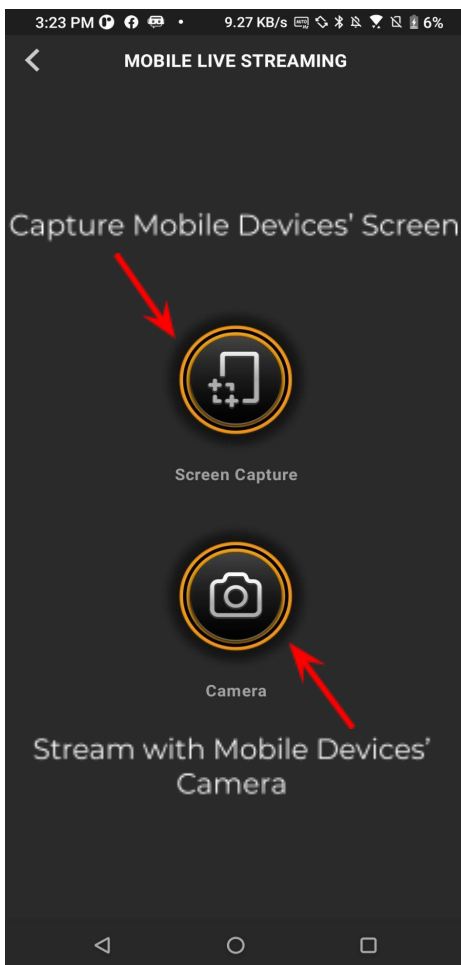 3:23 PM 9.27 KB/s 6%
MOBILE LIVE STREAMING
Capture Mobile Devices’ Screen
Screen Capture
Camera
Stream with Mobile Devices’
Camera